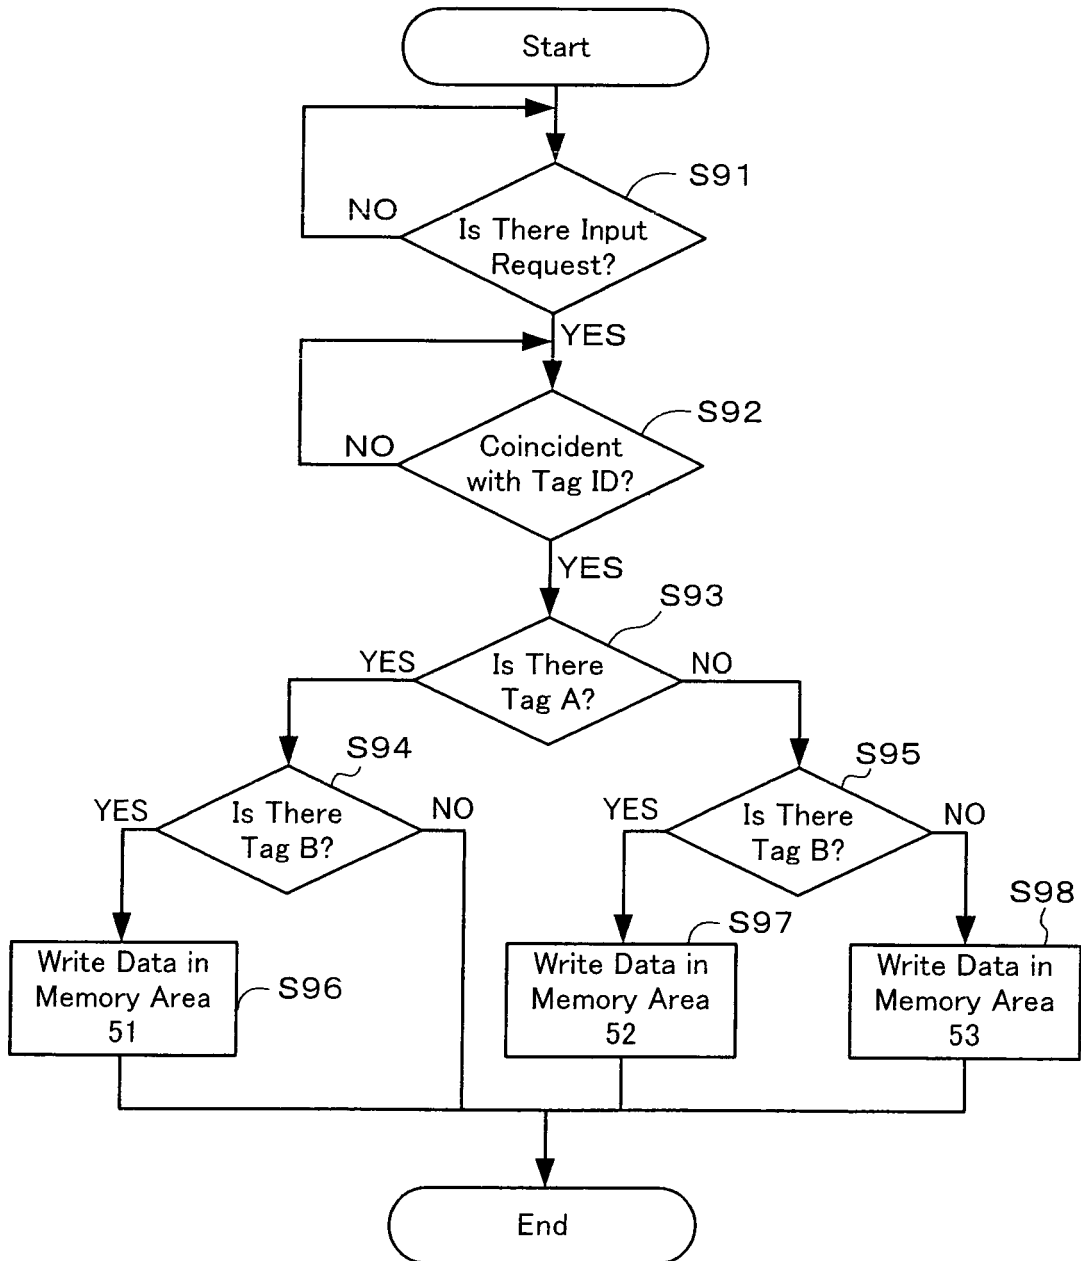 Start
S91
NO
Is There Input
Request?
YES
S92
NO
Coincident
with Tag ID?
YES
S93
YES
Is There
Tag A?
NO
S94
YES
Is There
Tag B?
NO
S95
YES
Is There
Tag B?
NO
Write Data in
Memory Area
51
S96
S97
Write Data in
Memory Area
52
S98
Write Data in
Memory Area
53
End